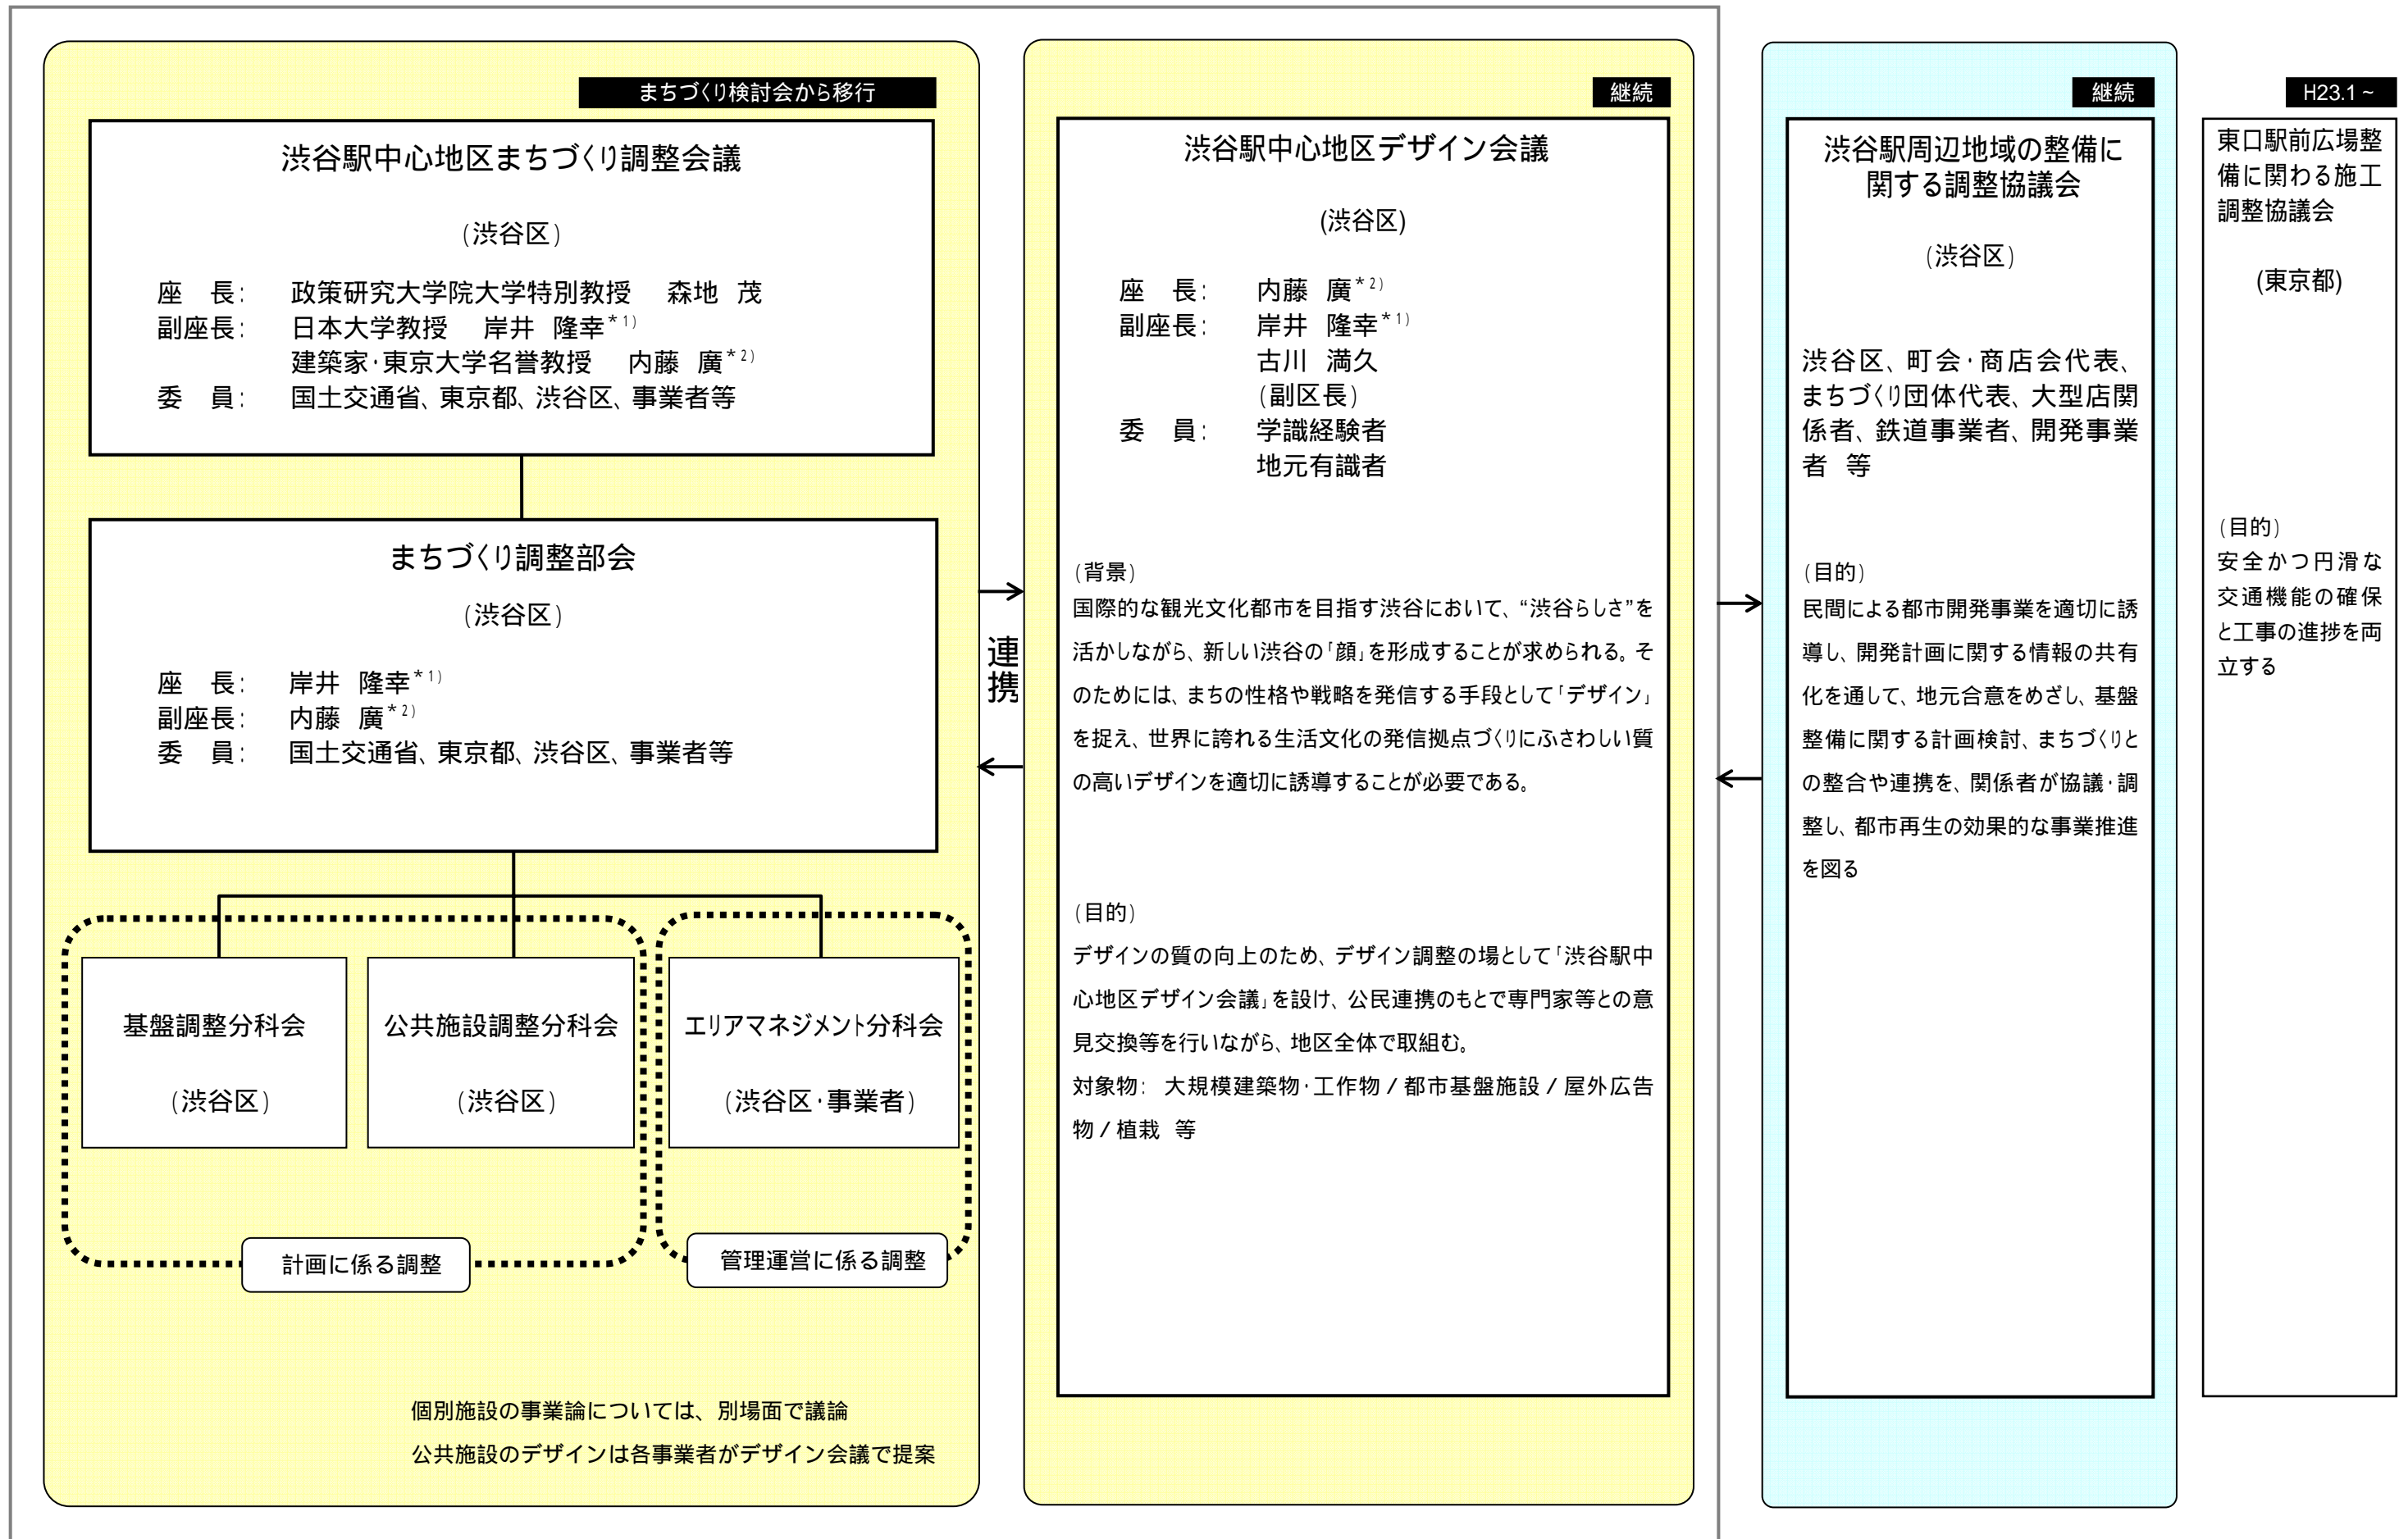 まちづくり検討会から移行
渋谷駅中心地区まちづくり調整会議
(渋谷区)
座　長:　政策研究大学院大学特別教授　森地　茂
副座長:　日本大学教授　岸井　隆幸*1)
建築家・東京大学名誉教授　内藤　廣*2)
委　員:　国土交通省、東京都、渋谷区、事業者等
まちづくり調整部会
(渋谷区)
座　長:　岸井　隆幸*1)
副座長:　内藤　廣*2)
委　員:　国土交通省、東京都、渋谷区、事業者等
基盤調整分科会
(渋谷区)
公共施設調整分科会
(渋谷区)
エリアマネジメント分科会
(渋谷区・事業者)
計画に係る調整
管理運営に係る調整
個別施設の事業論については、別場面で議論
公共施設のデザインは各事業者がデザイン会議で提案
連携
継続
渋谷駅中心地区デザイン会議
(渋谷区)
座　長:　内藤　廣*2)
副座長:　岸井　隆幸*1)
古川　満久
(副区長)
委　員:　学識経験者
地元有識者
(背景)
国際的な観光文化都市を目指す渋谷において、“渋谷らしさ”を
活かしながら、新しい渋谷の「顔」を形成することが求められる。そ
のためには、まちの性格や戦略を発信する手段として「デザイン」
を捉え、世界に誇れる生活文化の発信拠点づくりにふさわしい質
の高いデザインを適切に誘導することが必要である。
(目的)
デザインの質の向上のため、デザイン調整の場として「渋谷駅中
心地区デザイン会議」を設け、公民連携のもとで専門家等との意
見交換等を行いながら、地区全体で取組む。
対象物:　大規模建築物・工作物/都市基盤施設/屋外広告
物/植栽　等
継続
渋谷駅周辺地域の整備に
関する調整協議会
(渋谷区)
渋谷区、町会・商店会代表、
まちづくり団体代表、大型店関
係者、鉄道事業者、開発事業
者　等
(目的)
民間による都市開発事業を適切に誘
導し、開発計画に関する情報の共有
化を通して、地元合意をめざし、基盤
整備に関する計画検討、まちづくりと
の整合や連携を、関係者が協議・調
整し、都市再生の効果的な事業推進
を図る
H23.1~
東口駅前広場整
備に関わる施工
調整協議会
(東京都)
(目的)
安全かつ円滑な
交通機能の確保
と工事の進捗を両
立する